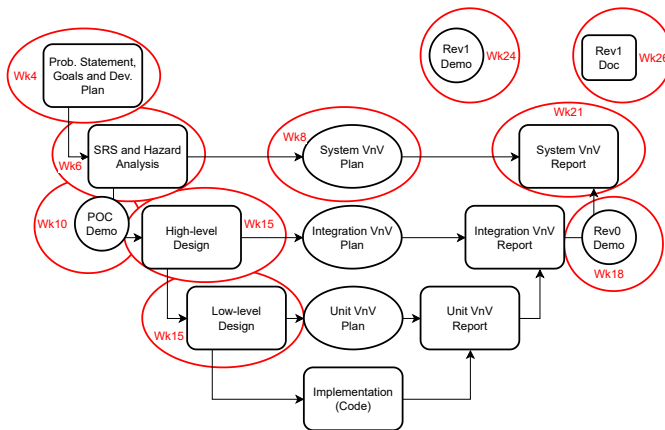 Prob. Statement,
Goals and Dev.
Plan
Wk4
Rev1
Demo
Wk24
Rev1
Doc
Wk26
SRS and Hazard
Analysis
Wk6
Wk8
System VnV
Plan
Wk21
System VnV
Report
Wk10
POC
Demo
High-level
Design
Wk15
Integration VnV
Plan
Integration VnV
Report
Rev0
Demo
Wk18
Low-level
Design
Wk15
Unit VnV
Plan
Unit VnV
Report
Implementation
(Code)